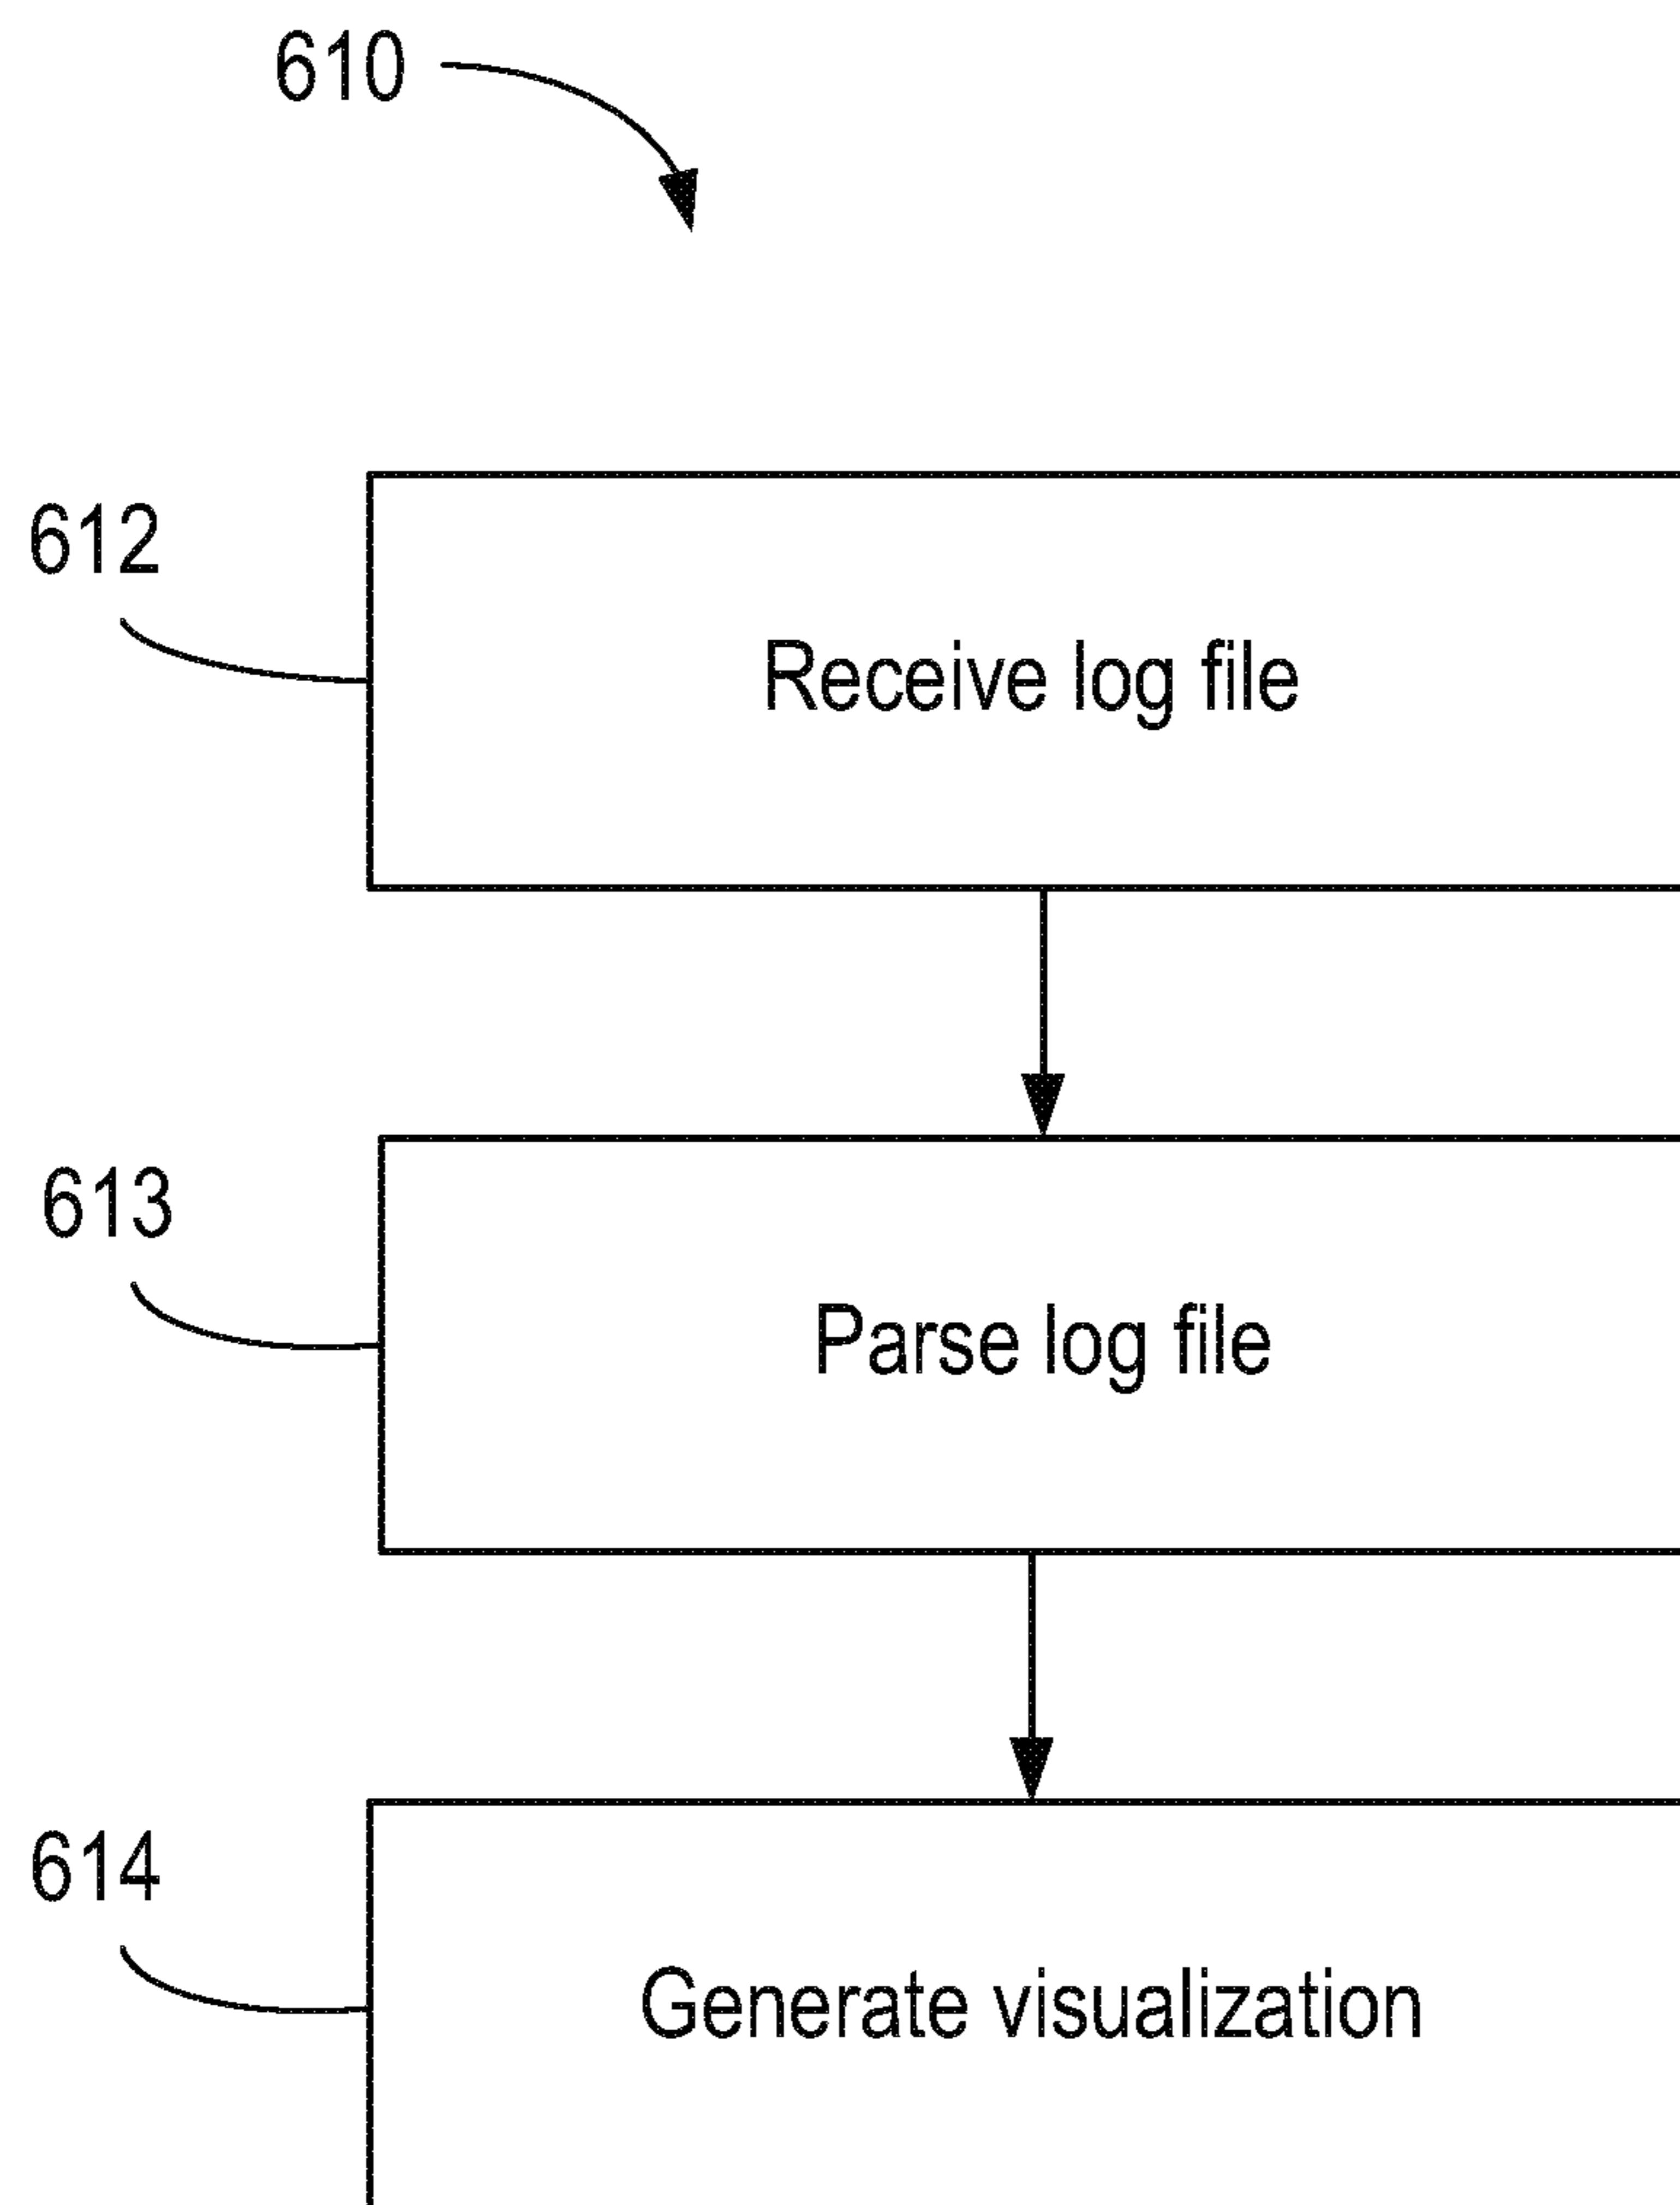 610
612
Receive log file
613
Parse log file
614
Generate visualization